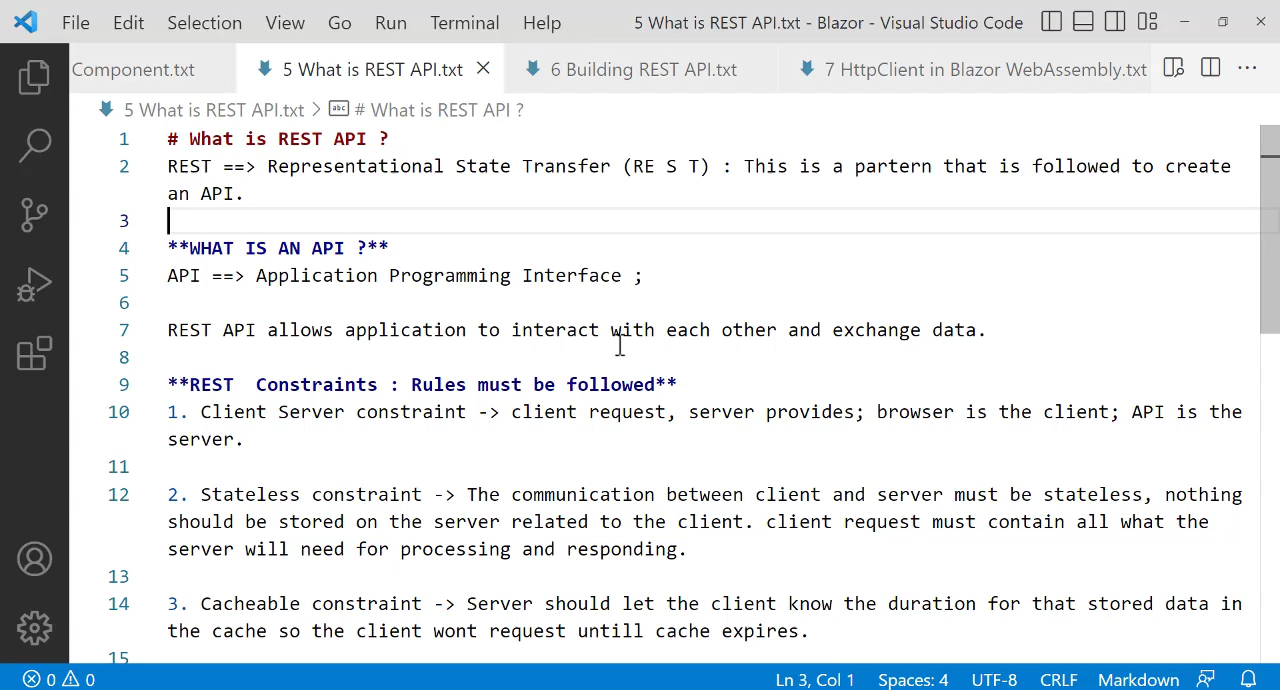 File Edit Selection View Go Run Terminal Help 5 What is REST API.txt - Blazor - Visual Studio Code
Component.txt 5 What is REST API.txt 6 Building REST API.txt 7 HttpClient in Blazor WebAssembly.txt
5 What is REST API.txt > abc # What is REST API ?
1 # What is REST API ?
2 REST ==> Representational State Transfer (RE S T) : This is a partern that is followed to create
an API.
3
4 **WHAT IS AN API ?**
5 API ==> Application Programming Interface ;
6
7 REST API allows application to interact with each other and exchange data.
8
9 **REST  Constraints : Rules must be followed**
10 1. Client Server constraint -> client request, server provides; browser is the client; API is the
server.
11
12 2. Stateless constraint -> The communication between client and server must be stateless, nothing
should be stored on the server related to the client. client request must contain all what the
server will need for processing and responding.
13
14 3. Cacheable constraint -> Server should let the client know the duration for that stored data in
the cache so the client wont request untill cache expires.
15
0 0 Ln 3, Col 1 Spaces: 4 UTF-8 CRLF Markdown